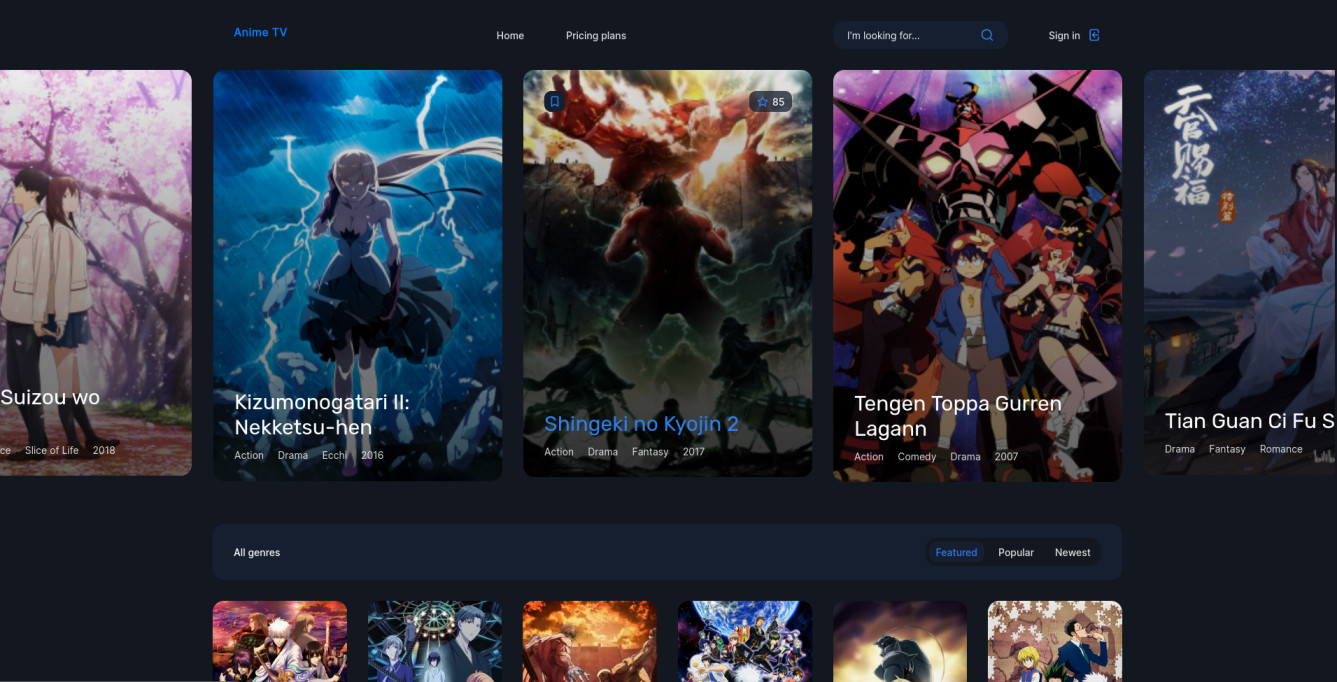 Anime TV
Home
Pricing plans
I'm looking for...
Sign in
Suizou wo
ce Slice of Life 2018
Kizumonogatari II:
Nekketsu-hen
Action Drama Ecchi 2016
85
Shingeki no Kyojin 2
Action Drama Fantasy 2017
Tengen Toppa Gurren
Lagann
Action Comedy Drama 2007
天官赐福
特别篇
Tian Guan Ci Fu S
Drama Fantasy Romance
All genres
Featured
Popular
Newest